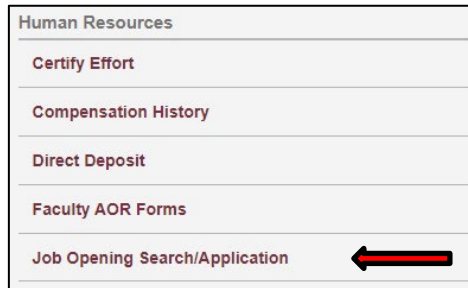 Human Resources
Certify Effort
Compensation History
Direct Deposit
Faculty AOR Forms
Job Opening Search/Application